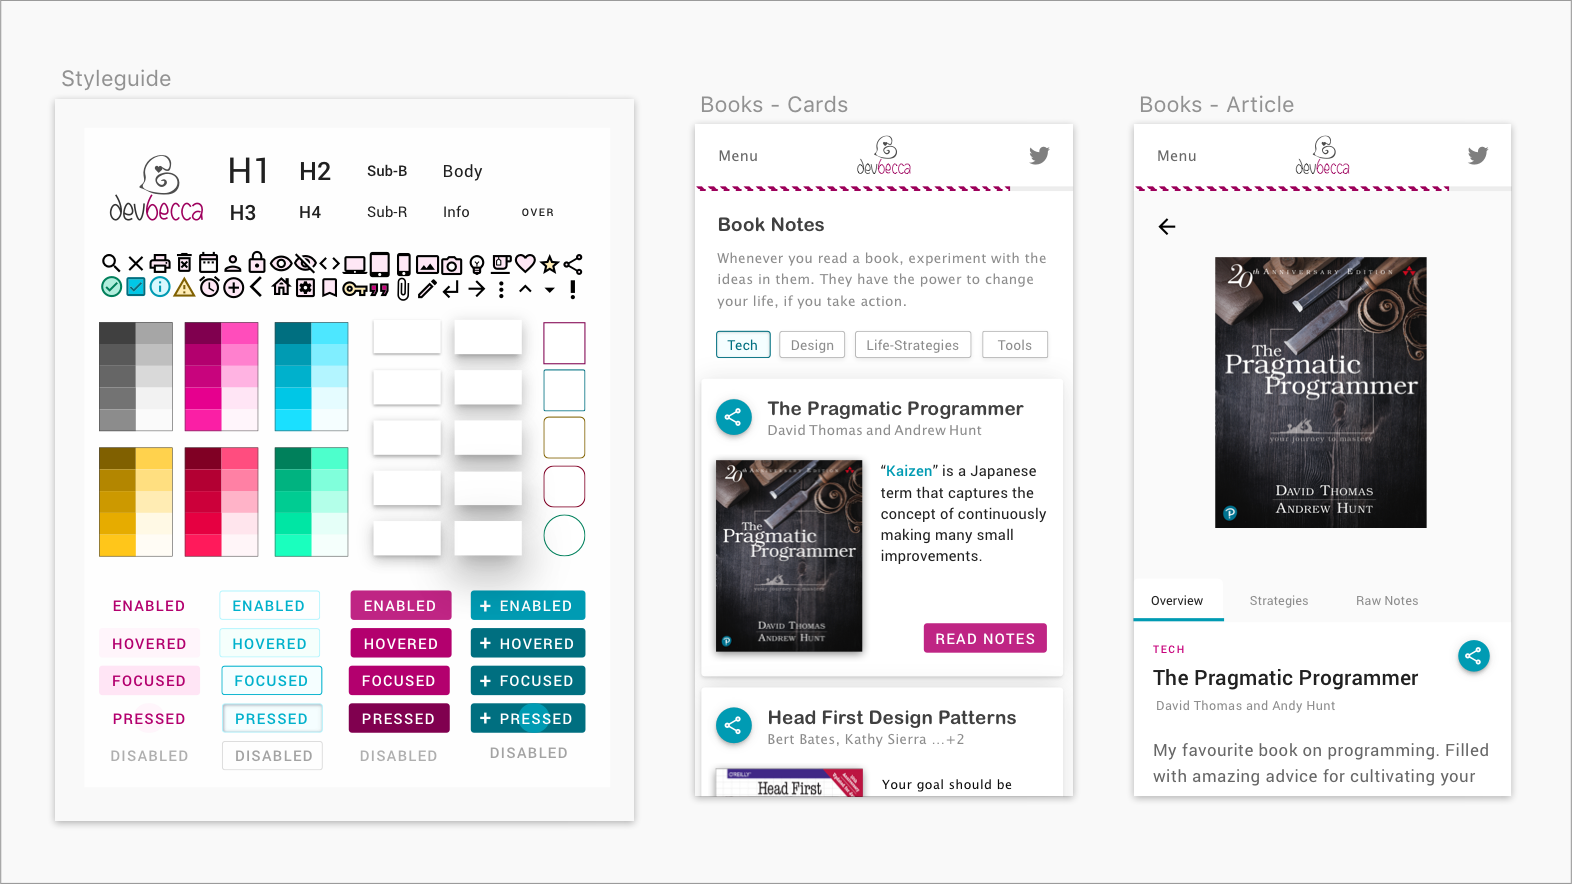 Styleguide
devbecca
H1 H2 Sub-B Body
H3 H4 Sub-R Info OVER
ENABLED ENABLED ENABLED + ENABLED
HOVERED HOVERED HOVERED + HOVERED
FOCUSED FOCUSED FOCUSED + FOCUSED
PRESSED PRESSED PRESSED + PRESSED
DISABLED DISABLED DISABLED DISABLED
Books - Cards
Menu
devbecca
Book Notes
Whenever you read a book, experiment with the
ideas in them. They have the power to change
your life, if you take action.
Tech Design Life-Strategies Tools
The Pragmatic Programmer
David Thomas and Andrew Hunt
20th ANNIVERSARY EDITION
The
Pragmatic
Programmer
your journey to mastery
DAVID THOMAS
ANDREW HUNT
“Kaizen” is a Japanese
term that captures the
concept of continuously
making many small
improvements.
READ NOTES
Head First Design Patterns
Bert Bates, Kathy Sierra ...+2
O'REILLY
Head First
Your goal should be
Books - Article
Menu
devbecca
20th ANNIVERSARY EDITION
The
Pragmatic
Programmer
your journey to mastery
DAVID THOMAS
ANDREW HUNT
Overview Strategies Raw Notes
TECH
The Pragmatic Programmer
David Thomas and Andy Hunt
My favourite book on programming. Filled
with amazing advice for cultivating your